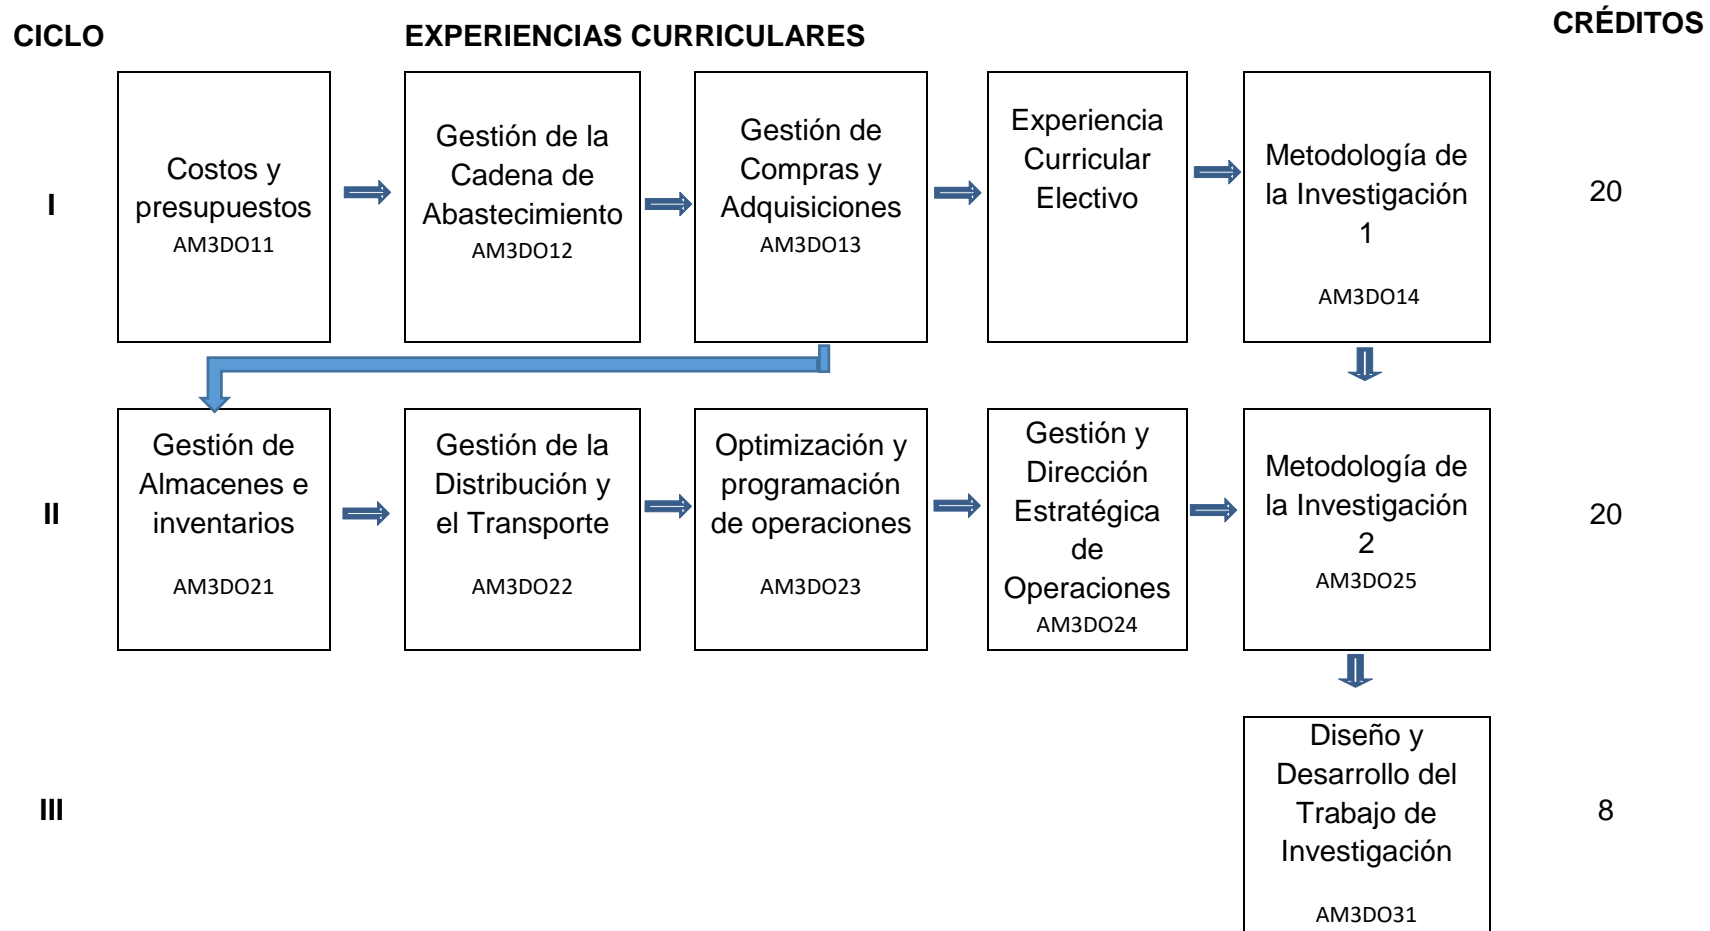 CICLO
EXPERIENCIAS CURRICULARES
CRÉDITOS
I
Costos y
presupuestos
AM3DO11
Gestión de la
Cadena de
Abastecimiento
AM3DO12
Gestión de
Compras y
Adquisiciones
AM3DO13
Experiencia
Curricular
Electivo
Metodología de
la Investigación
1
AM3DO14
20
II
Gestión de
Almacenes e
inventarios
AM3DO21
Gestión de la
Distribución y
el Transporte
AM3DO22
Optimización y
programación
de operaciones
AM3DO23
Gestión y
Dirección
Estratégica
de
Operaciones
AM3DO24
Metodología de
la Investigación
2
AM3DO25
20
III
Diseño y
Desarrollo del
Trabajo de
Investigación
AM3DO31
8